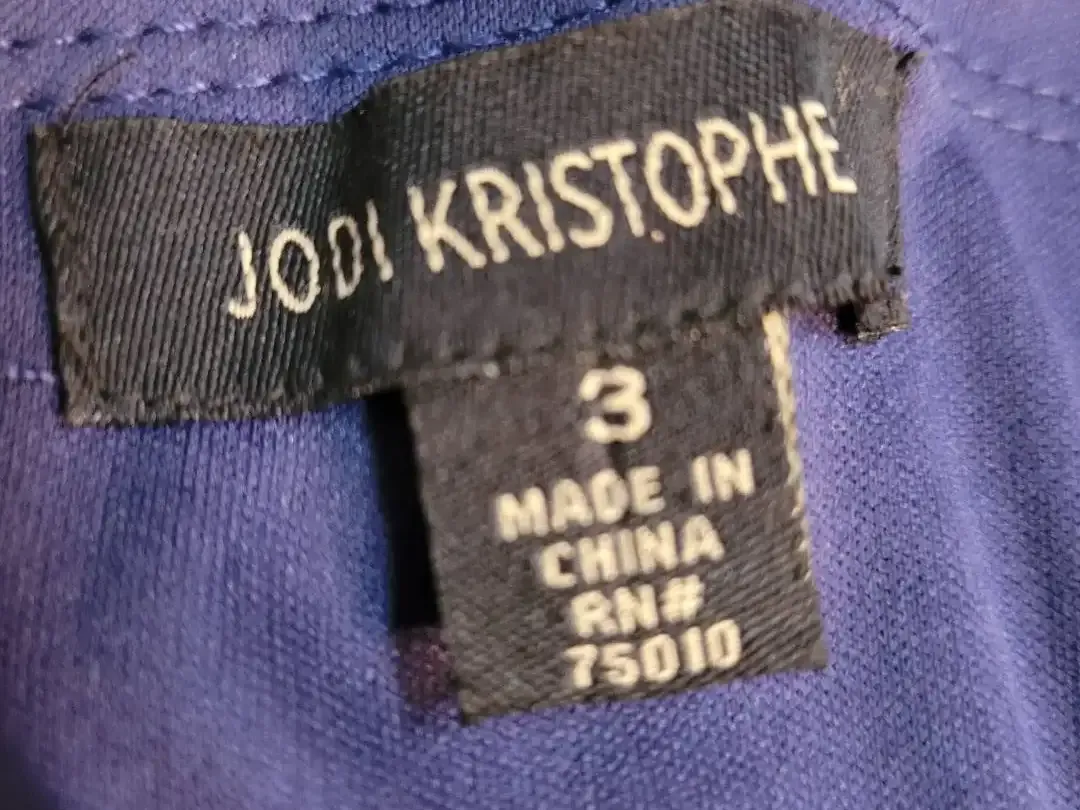 JODI KRISTOPHE
3
MADE IN
CHINA
RN#
75010